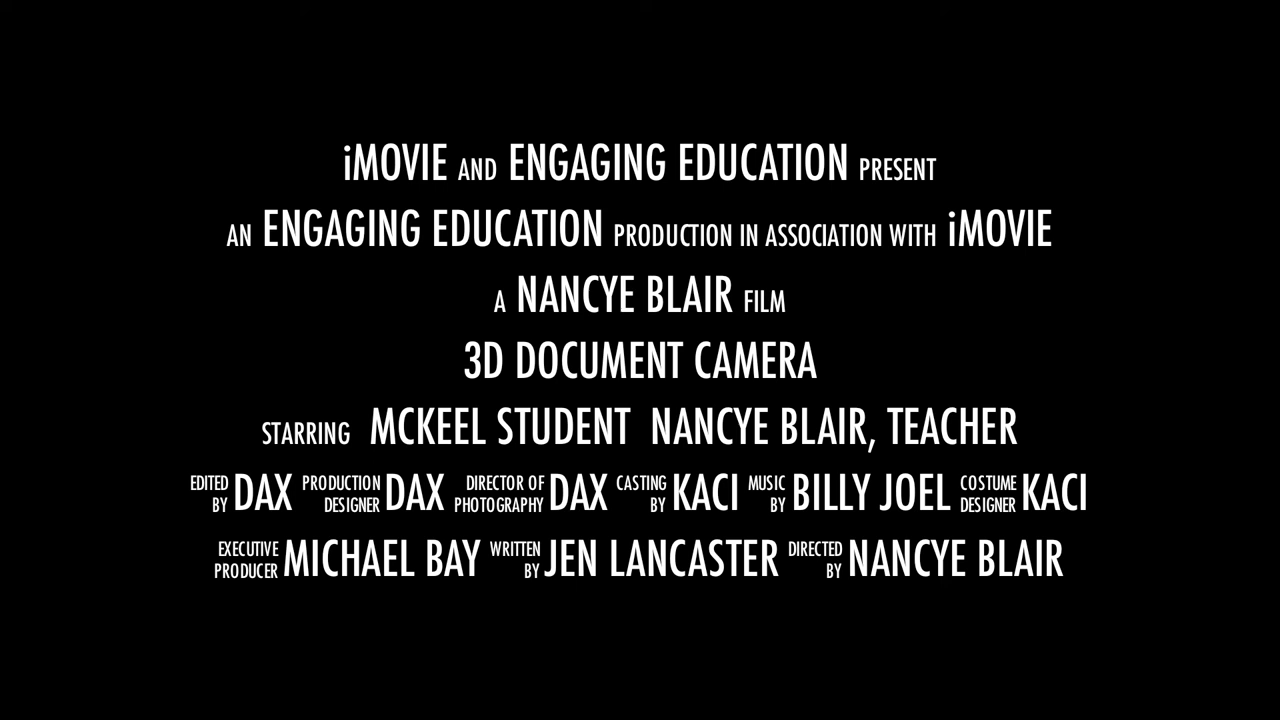 iMOVIE AND ENGAGING EDUCATION PRESENT
AN ENGAGING EDUCATION PRODUCTION IN ASSOCIATION WITH iMOVIE
A NANCYE BLAIR FILM
3D DOCUMENT CAMERA
STARRING MCKEEL STUDENT NANCYE BLAIR, TEACHER
EDITED BY DAX PRODUCTION DESIGNER DAX DIRECTOR OF PHOTOGRAPHY DAX CASTING BY KACI MUSIC BY BILLY JOEL COSTUME DESIGNER KACI
EXECUTIVE PRODUCER MICHAEL BAY WRITTEN BY JEN LANCASTER DIRECTED BY NANCYE BLAIR